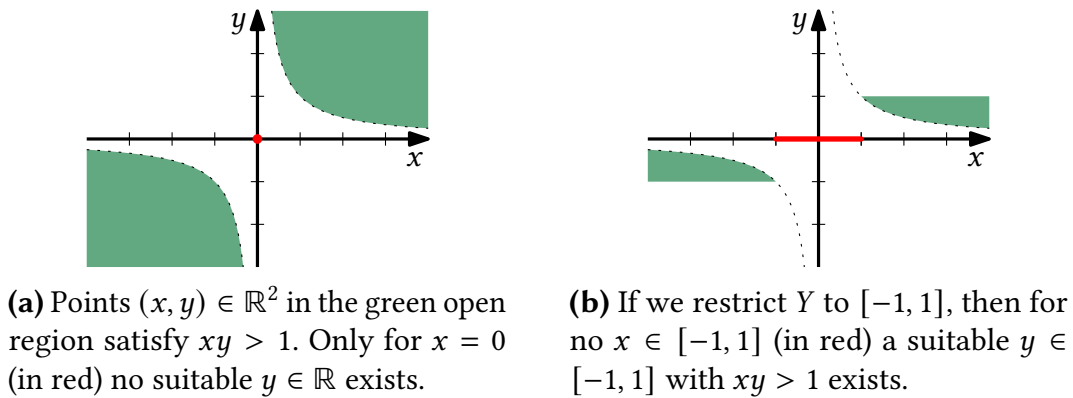 y
x
y
x
(a) Points (x, y) ∈ ℝ² in the green open
region satisfy xy > 1. Only for x = 0
(in red) no suitable y ∈ ℝ exists.
(b) If we restrict Y to [−1, 1], then for
no x ∈ [−1, 1] (in red) a suitable y ∈
[−1, 1] with xy > 1 exists.